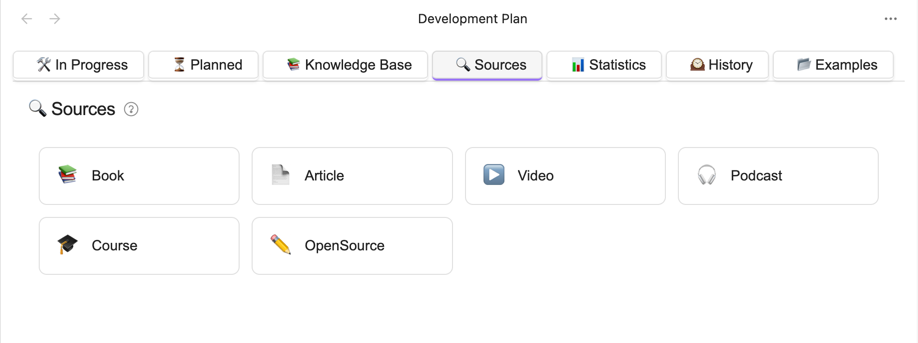 Development Plan
In Progress Planned Knowledge Base Sources Statistics History Examples
Sources ?
Book Article Video Podcast
Course OpenSource